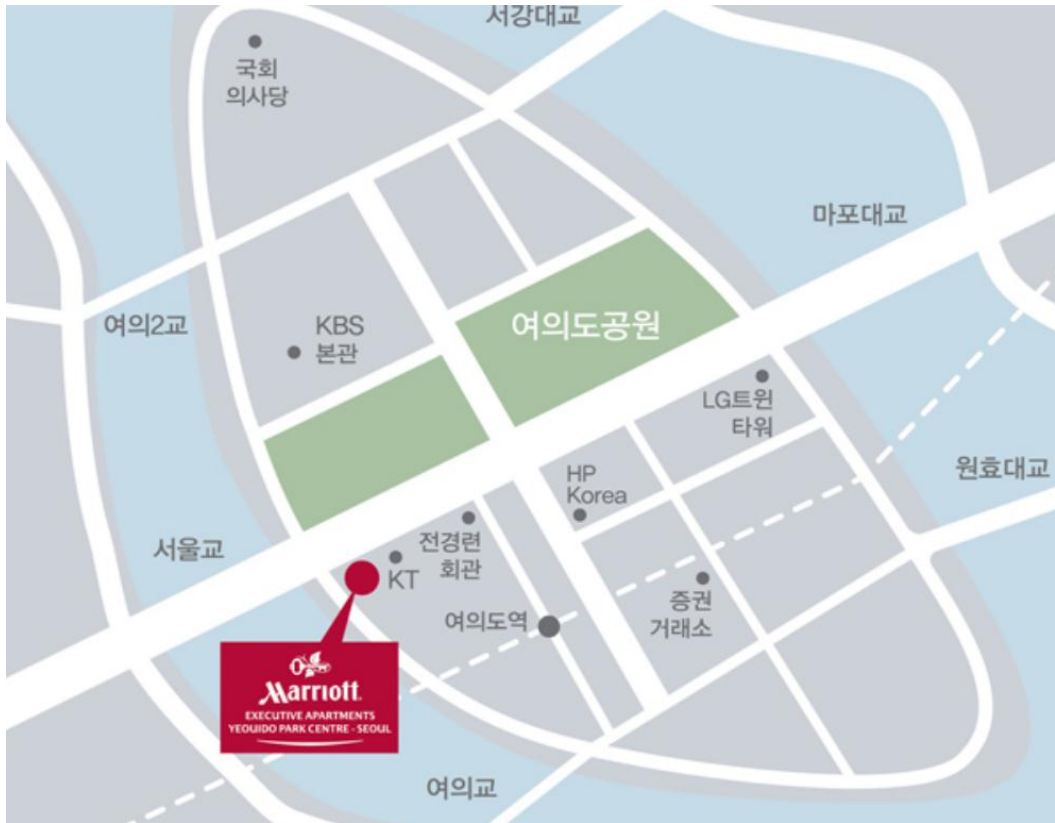 서강대교
국회
의사당
마포대교
여의2교
KBS
본관
여의도공원
LG트윈
타워
원효대교
HP
Korea
서울교
전경련
회관
KT
증권
거래소
여의도역
Marriott
EXECUTIVE APARTMENTS
YEOUIDO PARK CENTRE - SEOUL
여의교